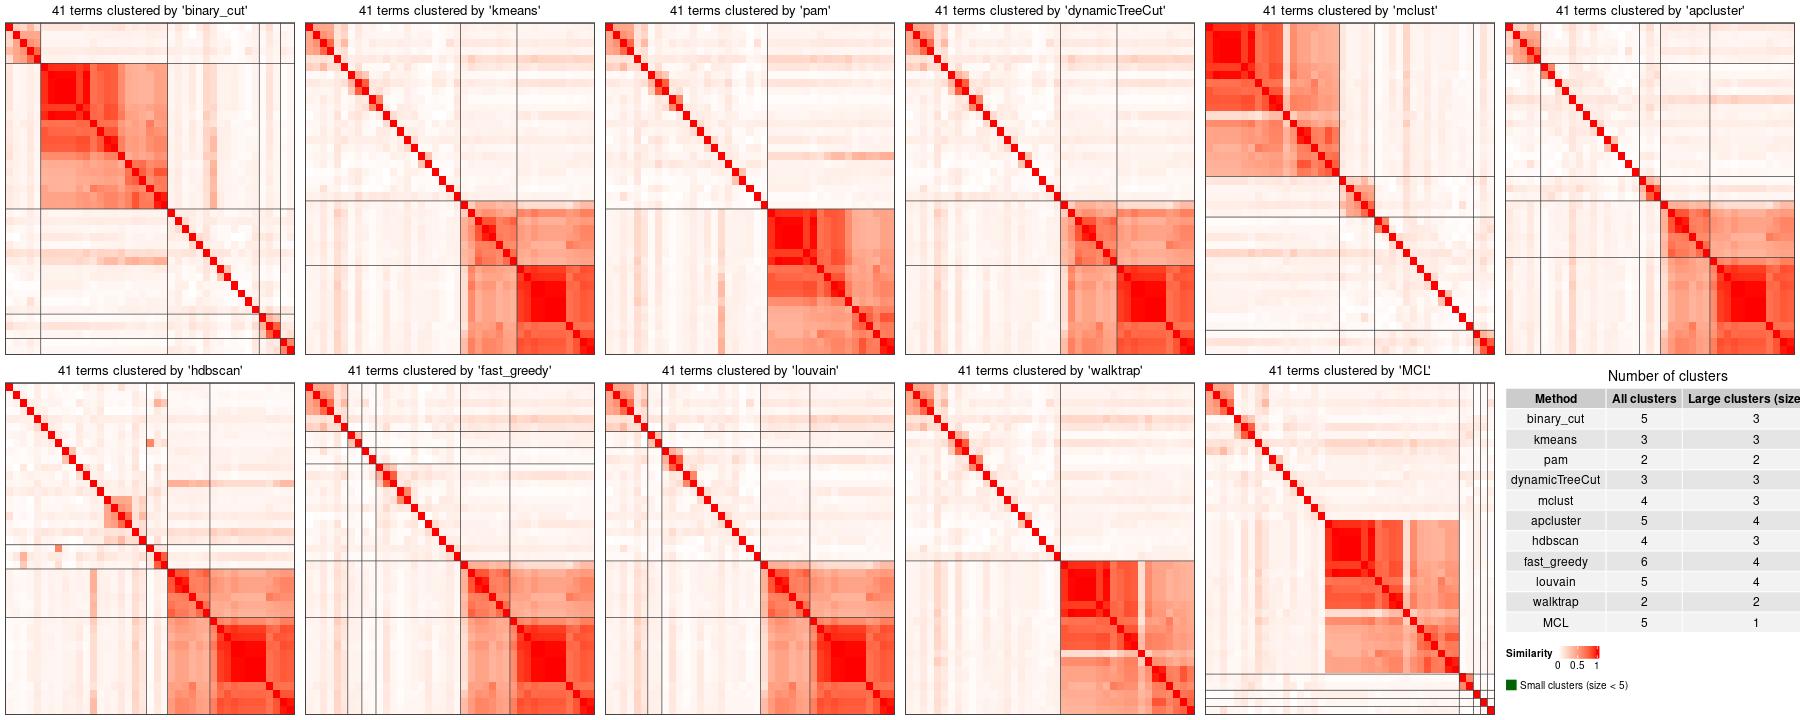 41 terms clustered by 'binary_cut'
41 terms clustered by 'kmeans'
41 terms clustered by 'pam'
41 terms clustered by 'dynamicTreeCut'
41 terms clustered by 'mclust'
41 terms clustered by 'apcluster'
41 terms clustered by 'hdbscan'
41 terms clustered by 'fast_greedy'
41 terms clustered by 'louvain'
41 terms clustered by 'walktrap'
41 terms clustered by 'MCL'
Number of clusters
Method All clusters Large clusters (size
binary_cut 5 3
kmeans 3 3
pam 2 2
dynamicTreeCut 3 3
mclust 4 3
apcluster 5 4
hdbscan 4 3
fast_greedy 6 4
louvain 5 4
walktrap 2 2
MCL 5 1
Similarity
0 0.5 1
Small clusters (size < 5)